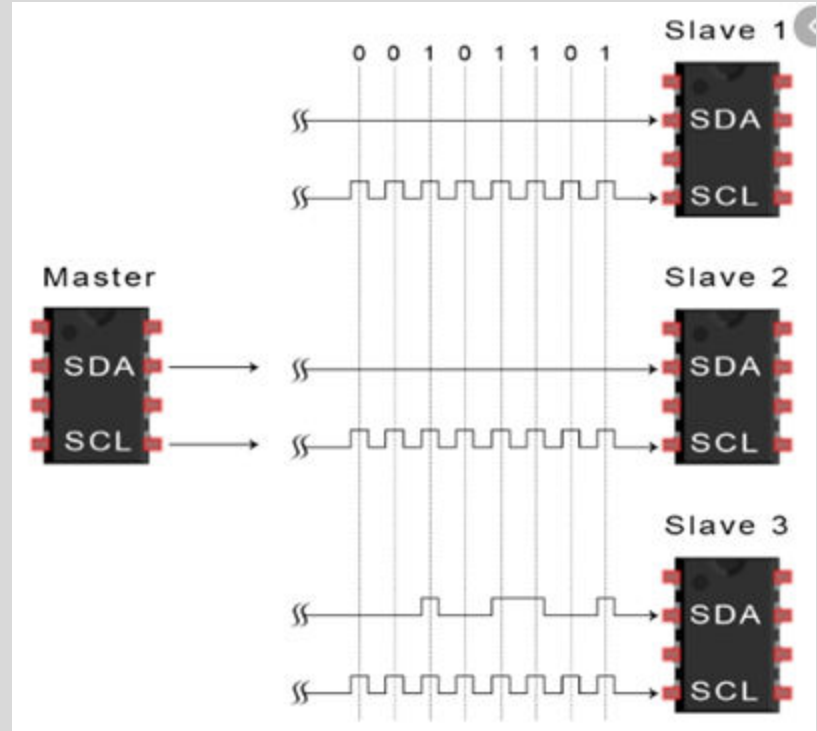 Slave 1
0 0 1 0 1 1 0 1
SDA
SCL
Master
SDA
SCL
Slave 2
SDA
SCL
Slave 3
SDA
SCL